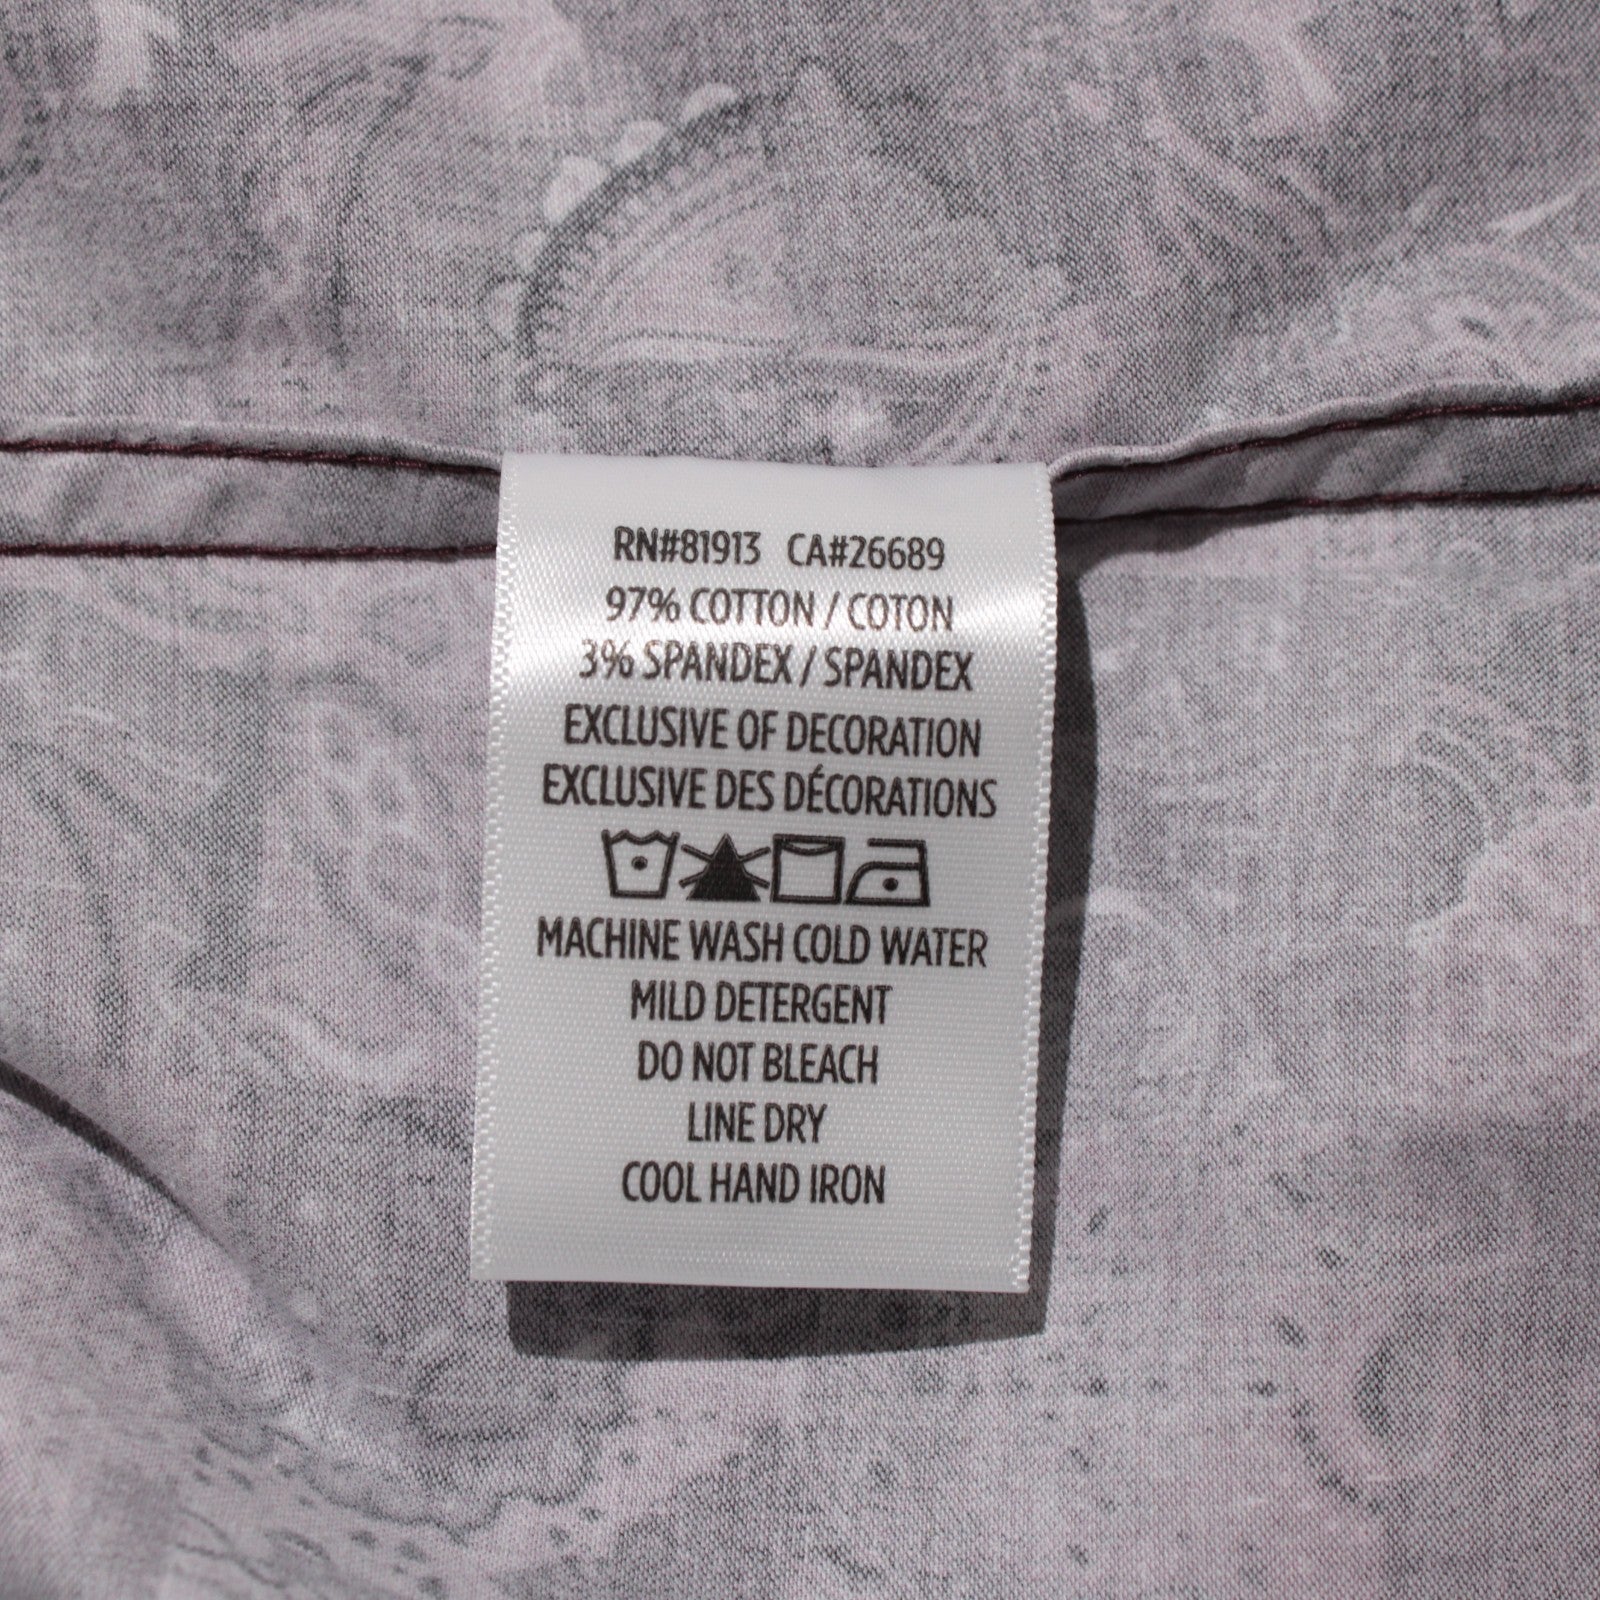 RN#81913 CA#26689
97% COTTON / COTON
3% SPANDEX / SPANDEX
EXCLUSIVE OF DECORATION
EXCLUSIVE DES DÉCORATIONS
MACHINE WASH COLD WATER
MILD DETERGENT
DO NOT BLEACH
LINE DRY
COOL HAND IRON